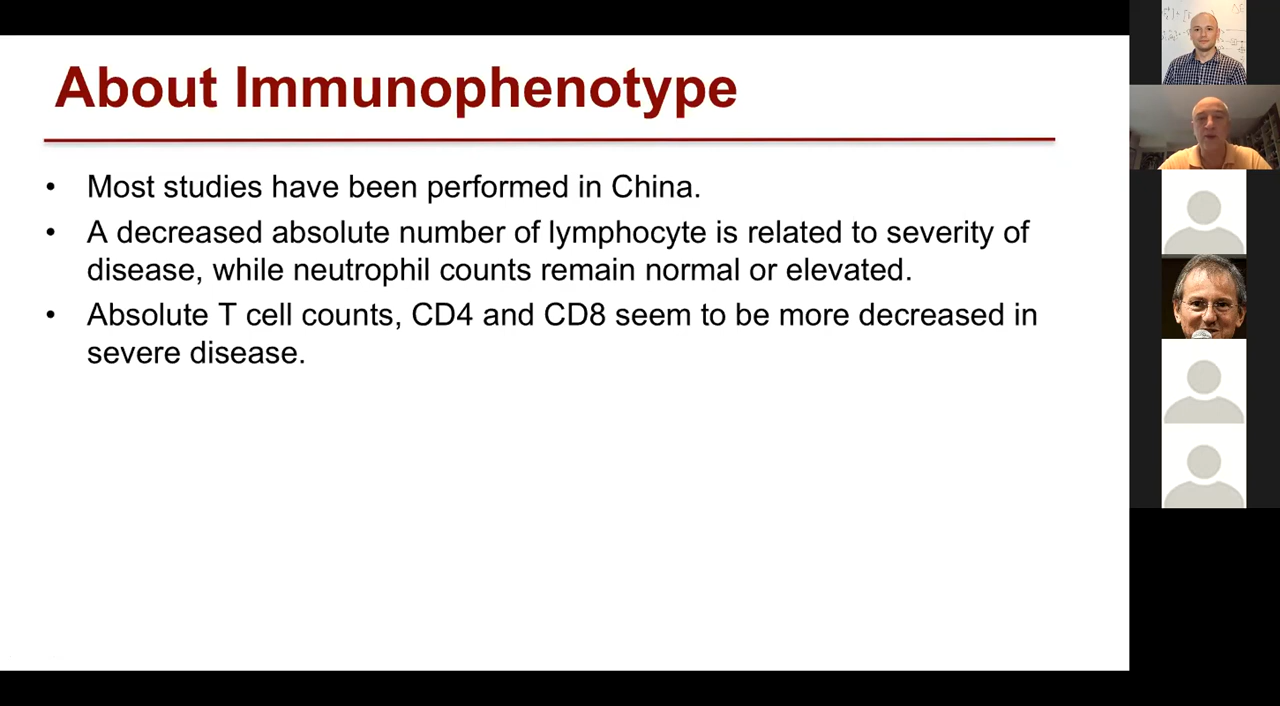 About Immunophenotype
• Most studies have been performed in China.
• A decreased absolute number of lymphocyte is related to severity of
disease, while neutrophil counts remain normal or elevated.
• Absolute T cell counts, CD4 and CD8 seem to be more decreased in
severe disease.